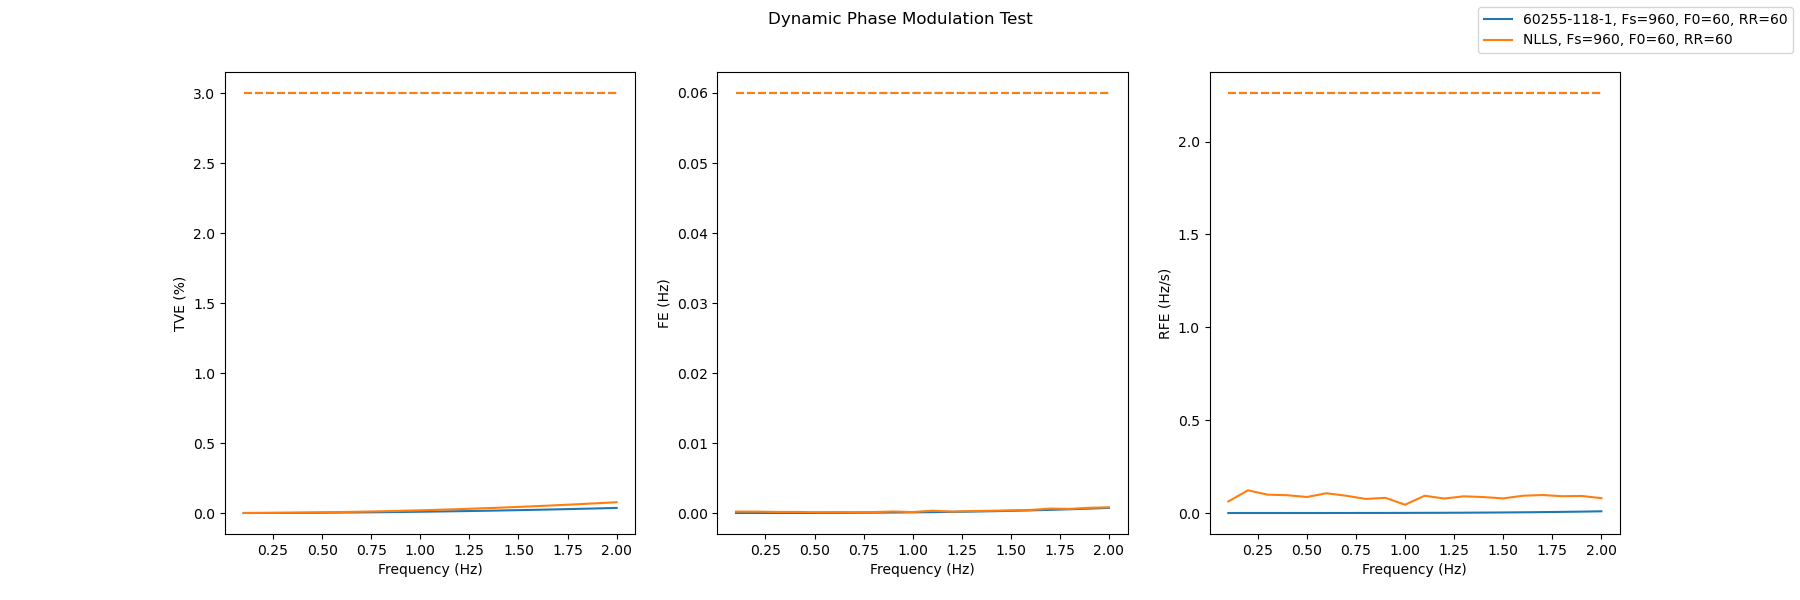 Dynamic Phase Modulation Test
60255-118-1, Fs=960, F0=60, RR=60
NLLS, Fs=960, F0=60, RR=60
TVE (%)
3.0
2.5
2.0
1.5
1.0
0.5
0.0
0.25 0.50 0.75 1.00 1.25 1.50 1.75 2.00
Frequency (Hz)
FE (Hz)
0.06
0.05
0.04
0.03
0.02
0.01
0.00
0.25 0.50 0.75 1.00 1.25 1.50 1.75 2.00
Frequency (Hz)
RFE (Hz/s)
2.0
1.5
1.0
0.5
0.0
0.25 0.50 0.75 1.00 1.25 1.50 1.75 2.00
Frequency (Hz)